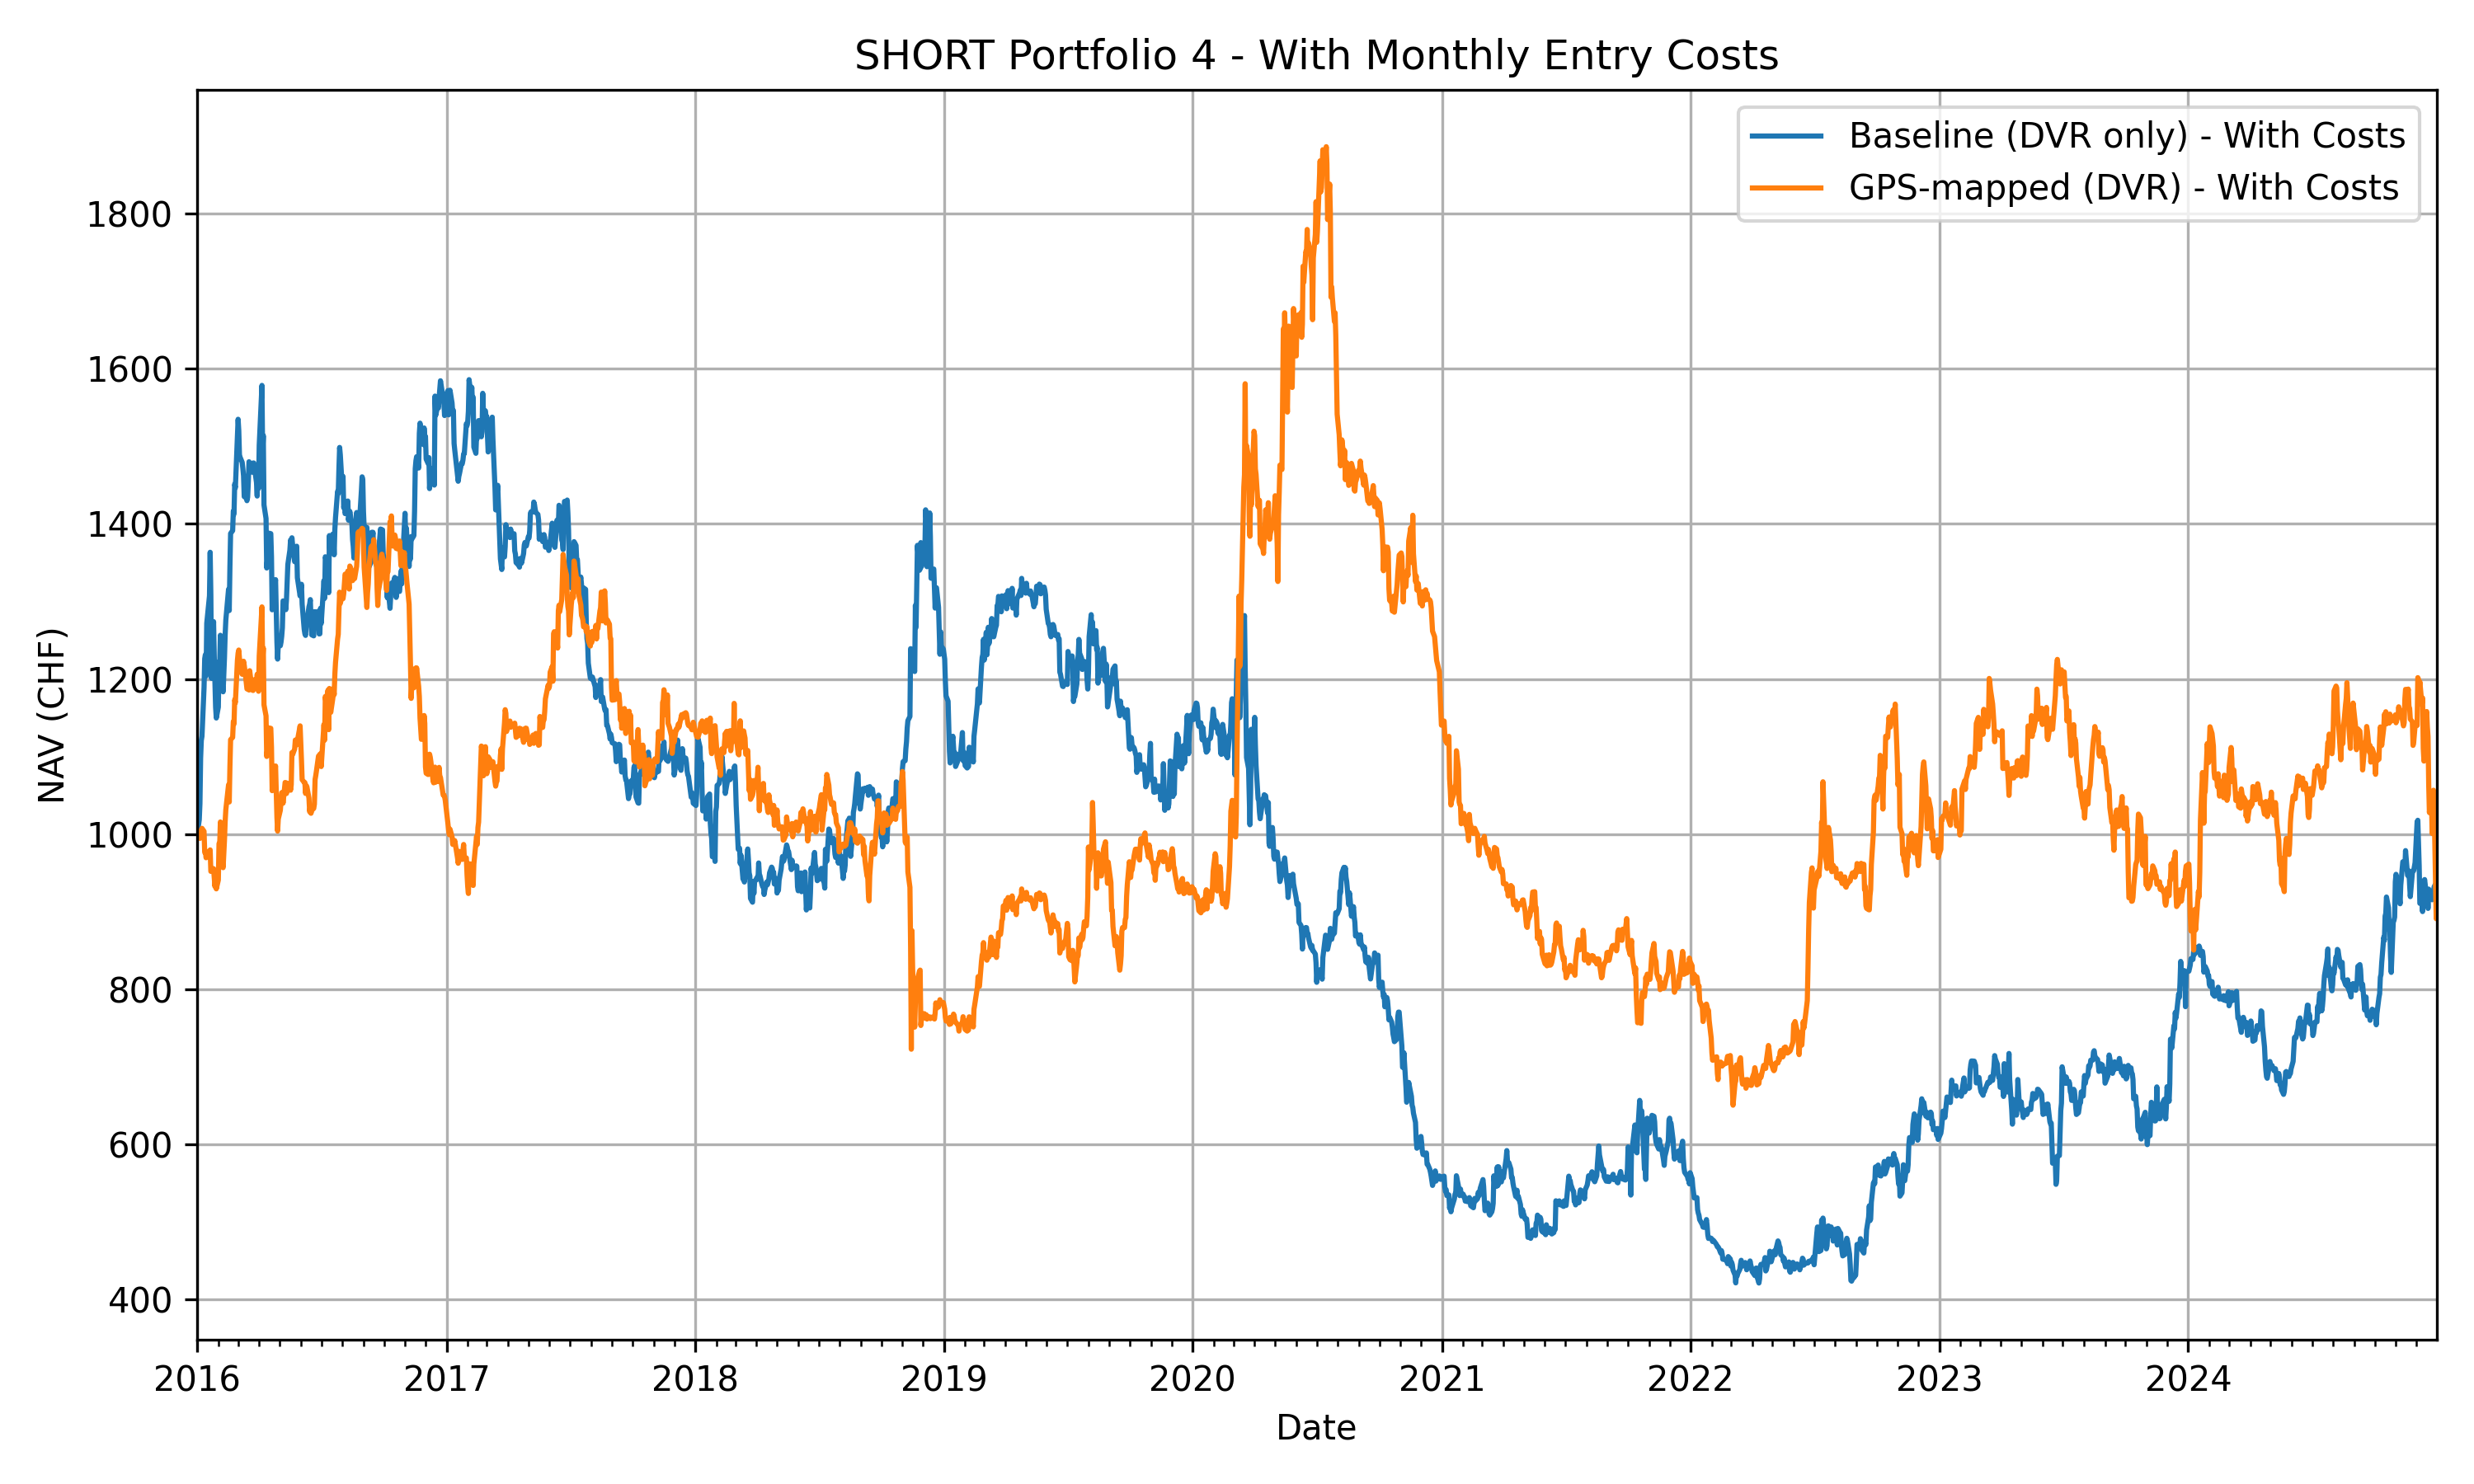 SHORT Portfolio 4 - With Monthly Entry Costs
Baseline (DVR only) - With Costs
GPS-mapped (DVR) - With Costs
NAV (CHF)
1800
1600
1400
1200
1000
800
600
400
2016 2017 2018 2019 2020 2021 2022 2023 2024
Date